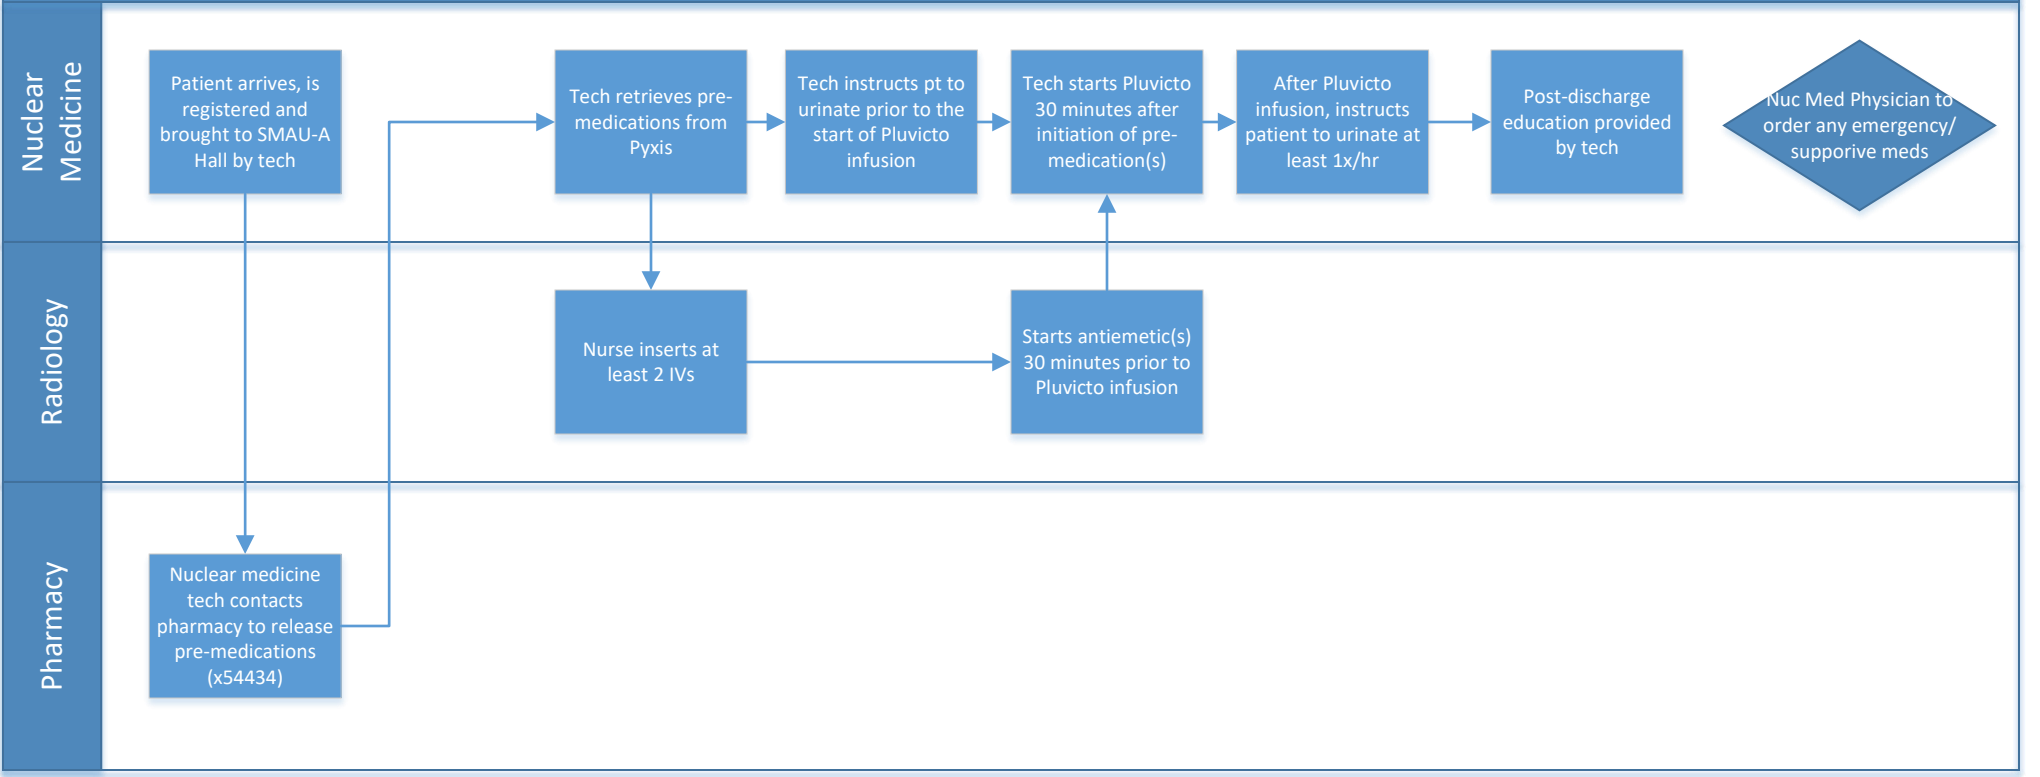 Nuclear
Medicine
Patient arrives, is
registered and
brought to SMAU-A
Hall by tech
Tech retrieves pre-
medications from
Pyxis
Tech instructs pt to
urinate prior to the
start of Pluvicto
infusion
Tech starts Pluvicto
30 minutes after
initiation of pre-
medication(s)
After Pluvicto
infusion, instructs
patient to urinate at
least 1x/hr
Post-discharge
education provided
by tech
Nuc Med Physician to
order any emergency/
supporive meds
Radiology
Nurse inserts at
least 2 IVs
Starts antiemetic(s)
30 minutes prior to
Pluvicto infusion
Pharmacy
Nuclear medicine
tech contacts
pharmacy to release
pre-medications
(x54434)